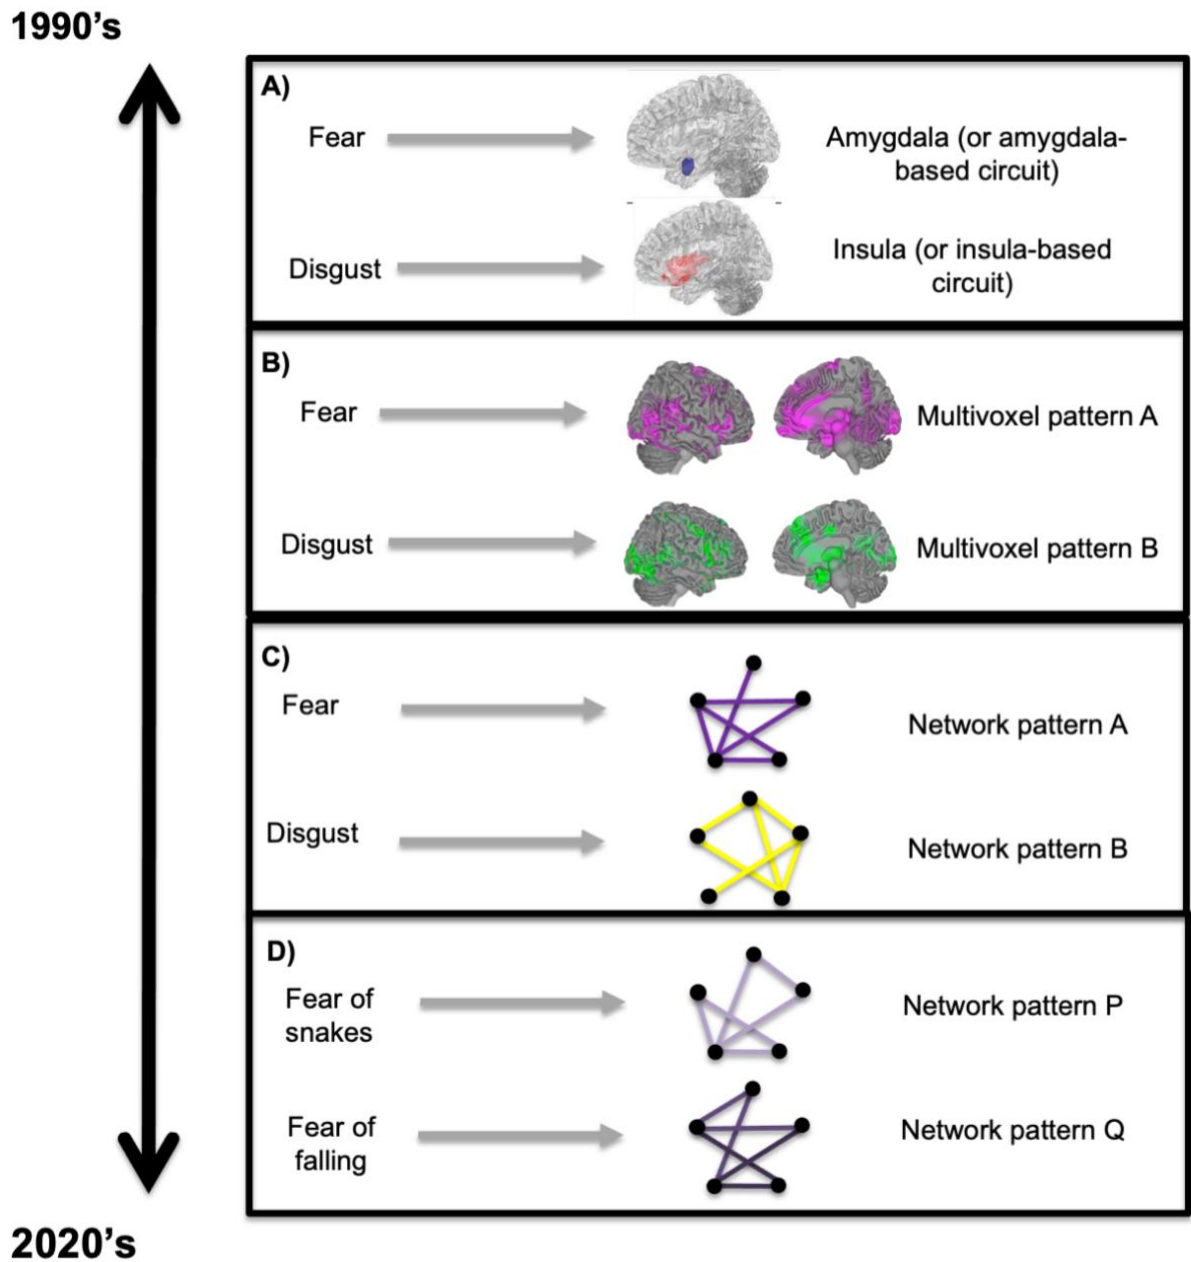 1990’s
A)
Fear
Amygdala (or amygdala-
based circuit)
Disgust
Insula (or insula-based
circuit)
B)
Fear
Multivoxel pattern A
Disgust
Multivoxel pattern B
C)
Fear
Network pattern A
Disgust
Network pattern B
D)
Fear of
snakes
Network pattern P
Fear of
falling
Network pattern Q
2020’s